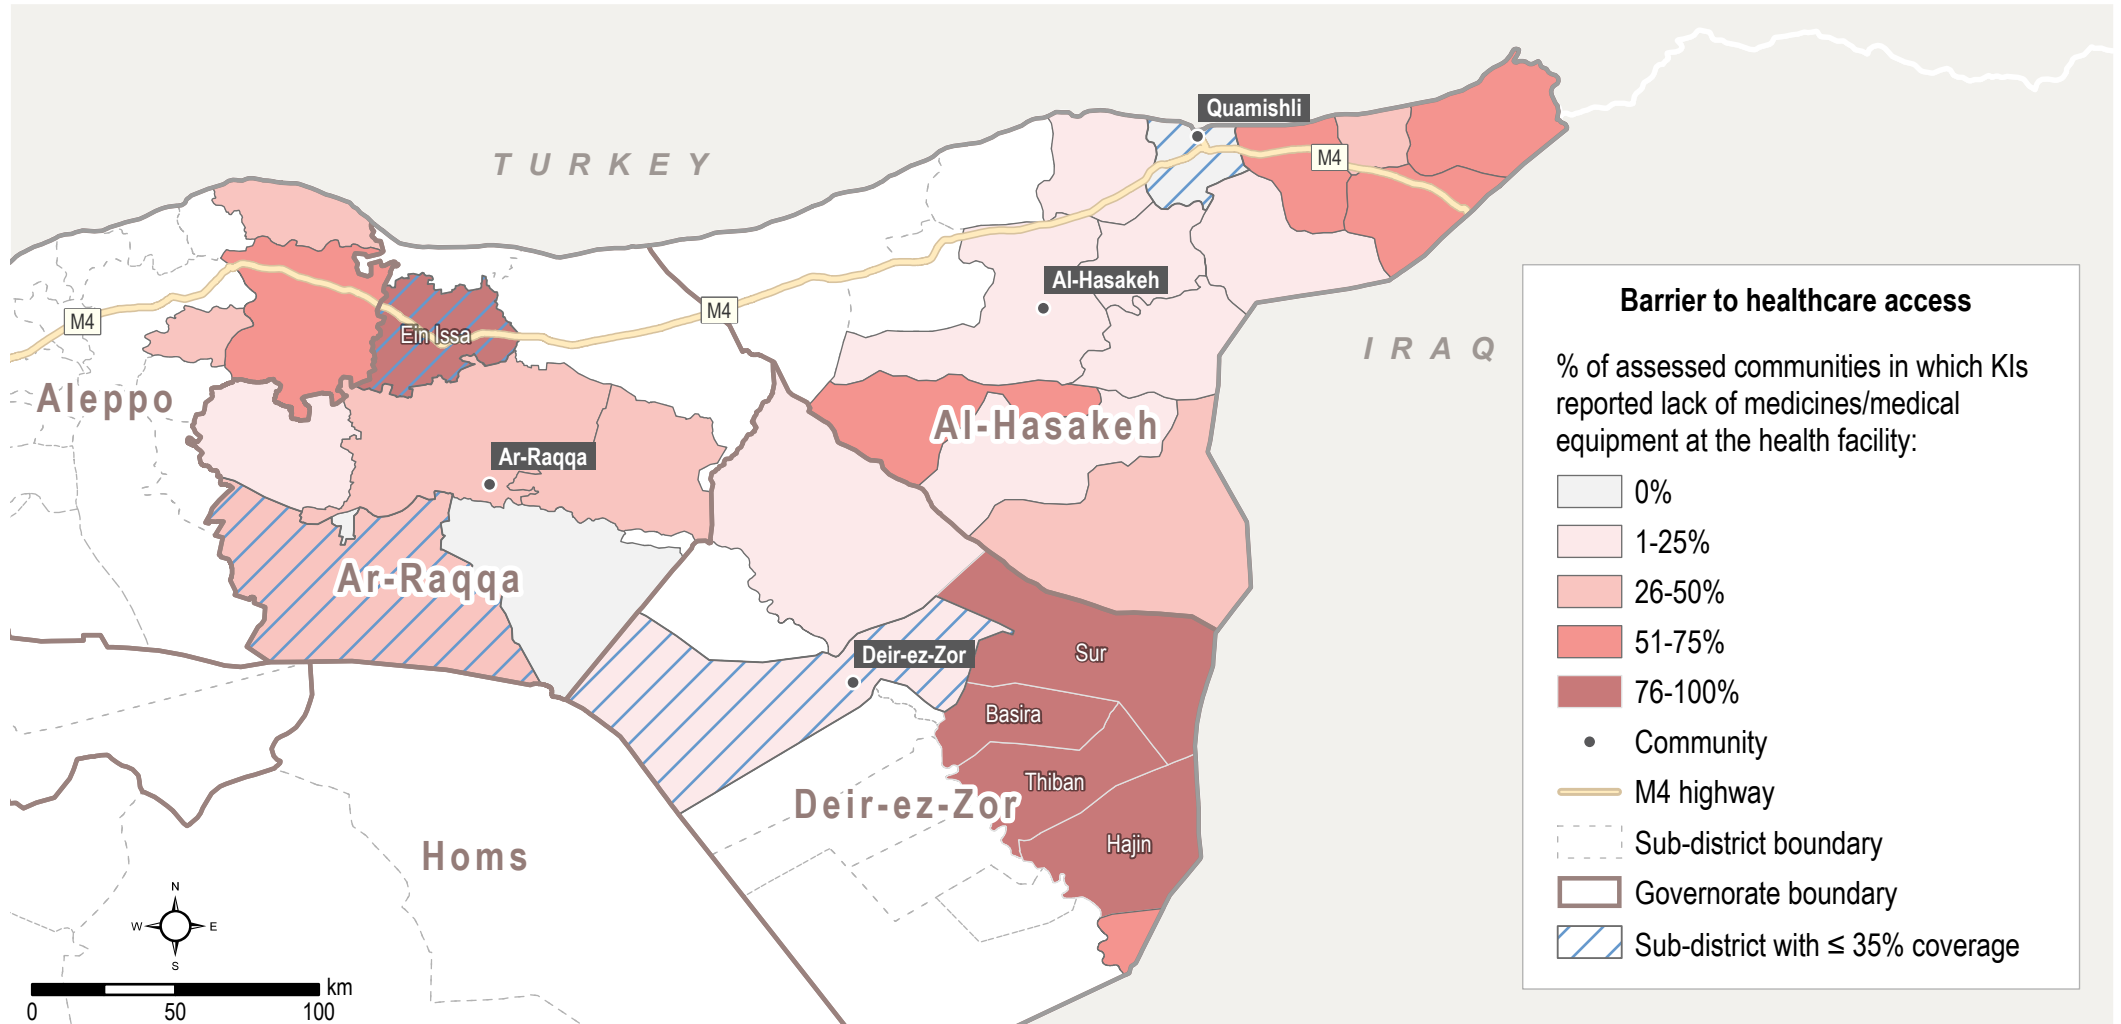 Quamishli
TURKEY
M4
Al-Hasakeh
M4
M4
Ein Issa
IRAQ
Aleppo
Al-Hasakeh
Ar-Raqqa
Ar-Raqqa
Deir-ez-Zor
Sur
Basira
Thiban
Deir-ez-Zor
Hajin
Homs
N
W
E
S
km
0
50
100
Barrier to healthcare access
% of assessed communities in which KIs
reported lack of medicines/medical
equipment at the health facility:
0%
1-25%
26-50%
51-75%
76-100%
Community
M4 highway
Sub-district boundary
Governorate boundary
Sub-district with ≤ 35% coverage